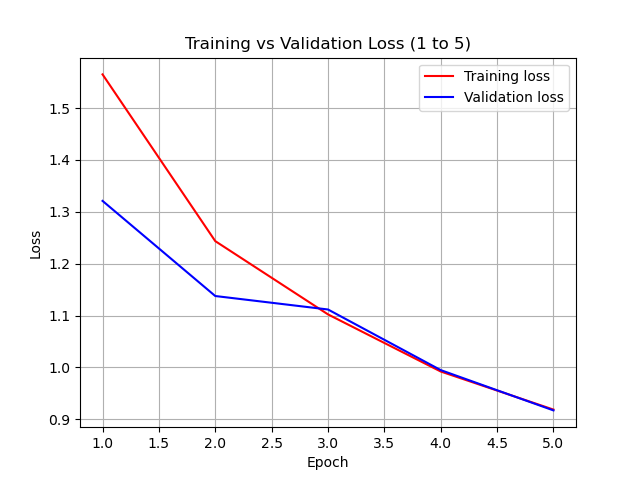 Training vs Validation Loss (1 to 5)
Training loss
Validation loss
1.5
1.4
1.3
1.2
1.1
1.0
0.9
Loss
1.0 1.5 2.0 2.5 3.0 3.5 4.0 4.5 5.0
Epoch